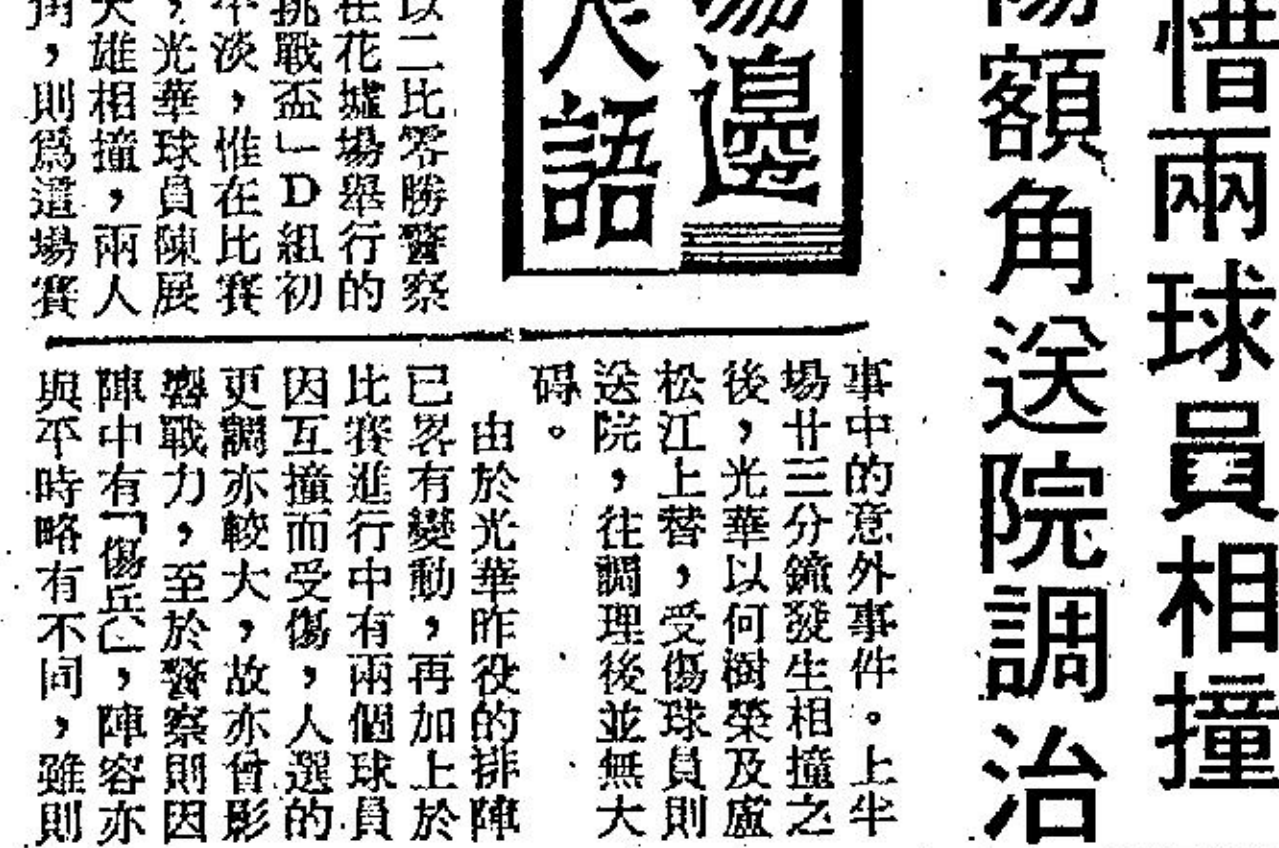 惜兩球員相撞
傷額角送院調治
場邊
人語
以二比零勝警察
在花墟場舉行的
挑戰盃」D組初
不淡,惟在比賽
,光華球員陳展
大雄相撞,兩人
角,則爲這場賽
事中的意外事件。上半
場廿三分鐘發生相撞之
後,光華以何樹榮及盧
松江上替,受傷球員則
送院,往調理後並無大
碍。
由於光華昨役的排陣
已畧有變動,再加上於
比賽進行中有兩個球員
因互撞而受傷,人選的
更調亦較大,故亦曾影
響戰力,至於警察則因
陣中有「傷兵」,陣容亦
與平時略有不同,雖則